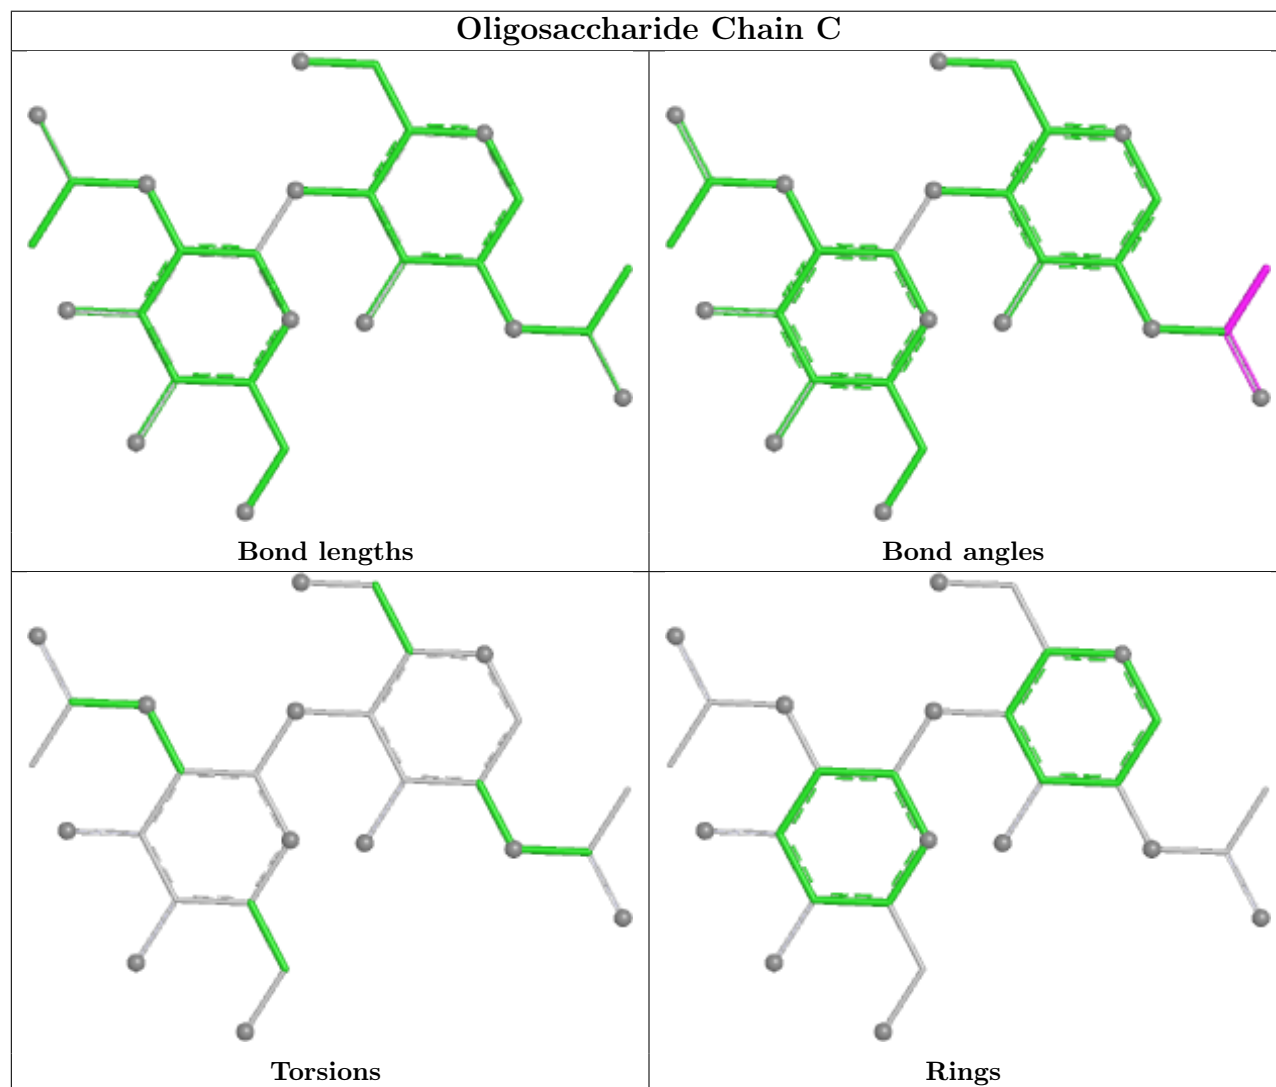 Oligosaccharide Chain C
Bond lengths
Bond angles
Torsions
Rings